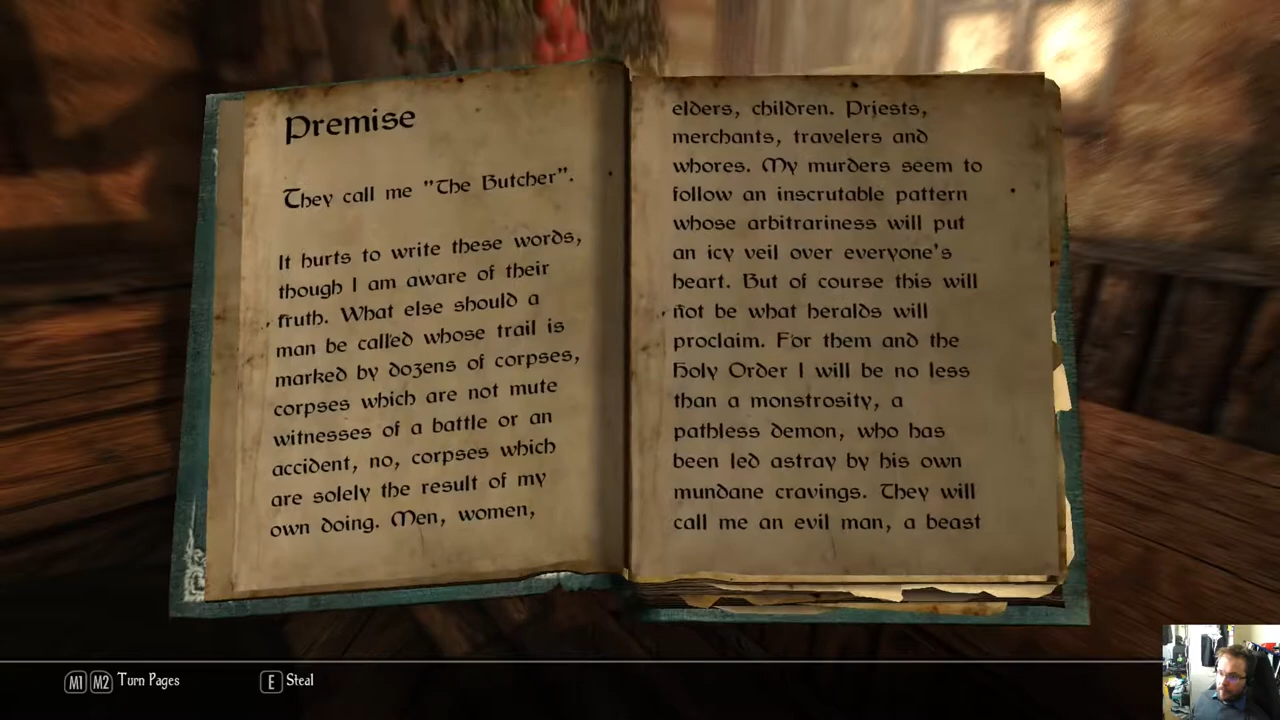 Premise
They call me "The Butcher".
It hurts to write these words,
though I am aware of their
truth. What else should a
man be called whose trail is
marked by dozens of corpses,
corpses which are not mute
witnesses of a battle or an
accident, no, corpses which
are solely the result of my
own doing. Men, women,
elders, children. Priests,
merchants, travelers and
whores. My murders seem to
follow an inscrutable pattern
whose arbitrariness will put
an icy veil over everyone's
heart. But of course this will
not be what heralds will
proclaim. For them and the
Holy Order I will be no less
than a monstrosity, a
pathless demon, who has
been led astray by his own
mundane cravings. They will
call me an evil man, a beast
M1 M2 Turn Pages
E Steal